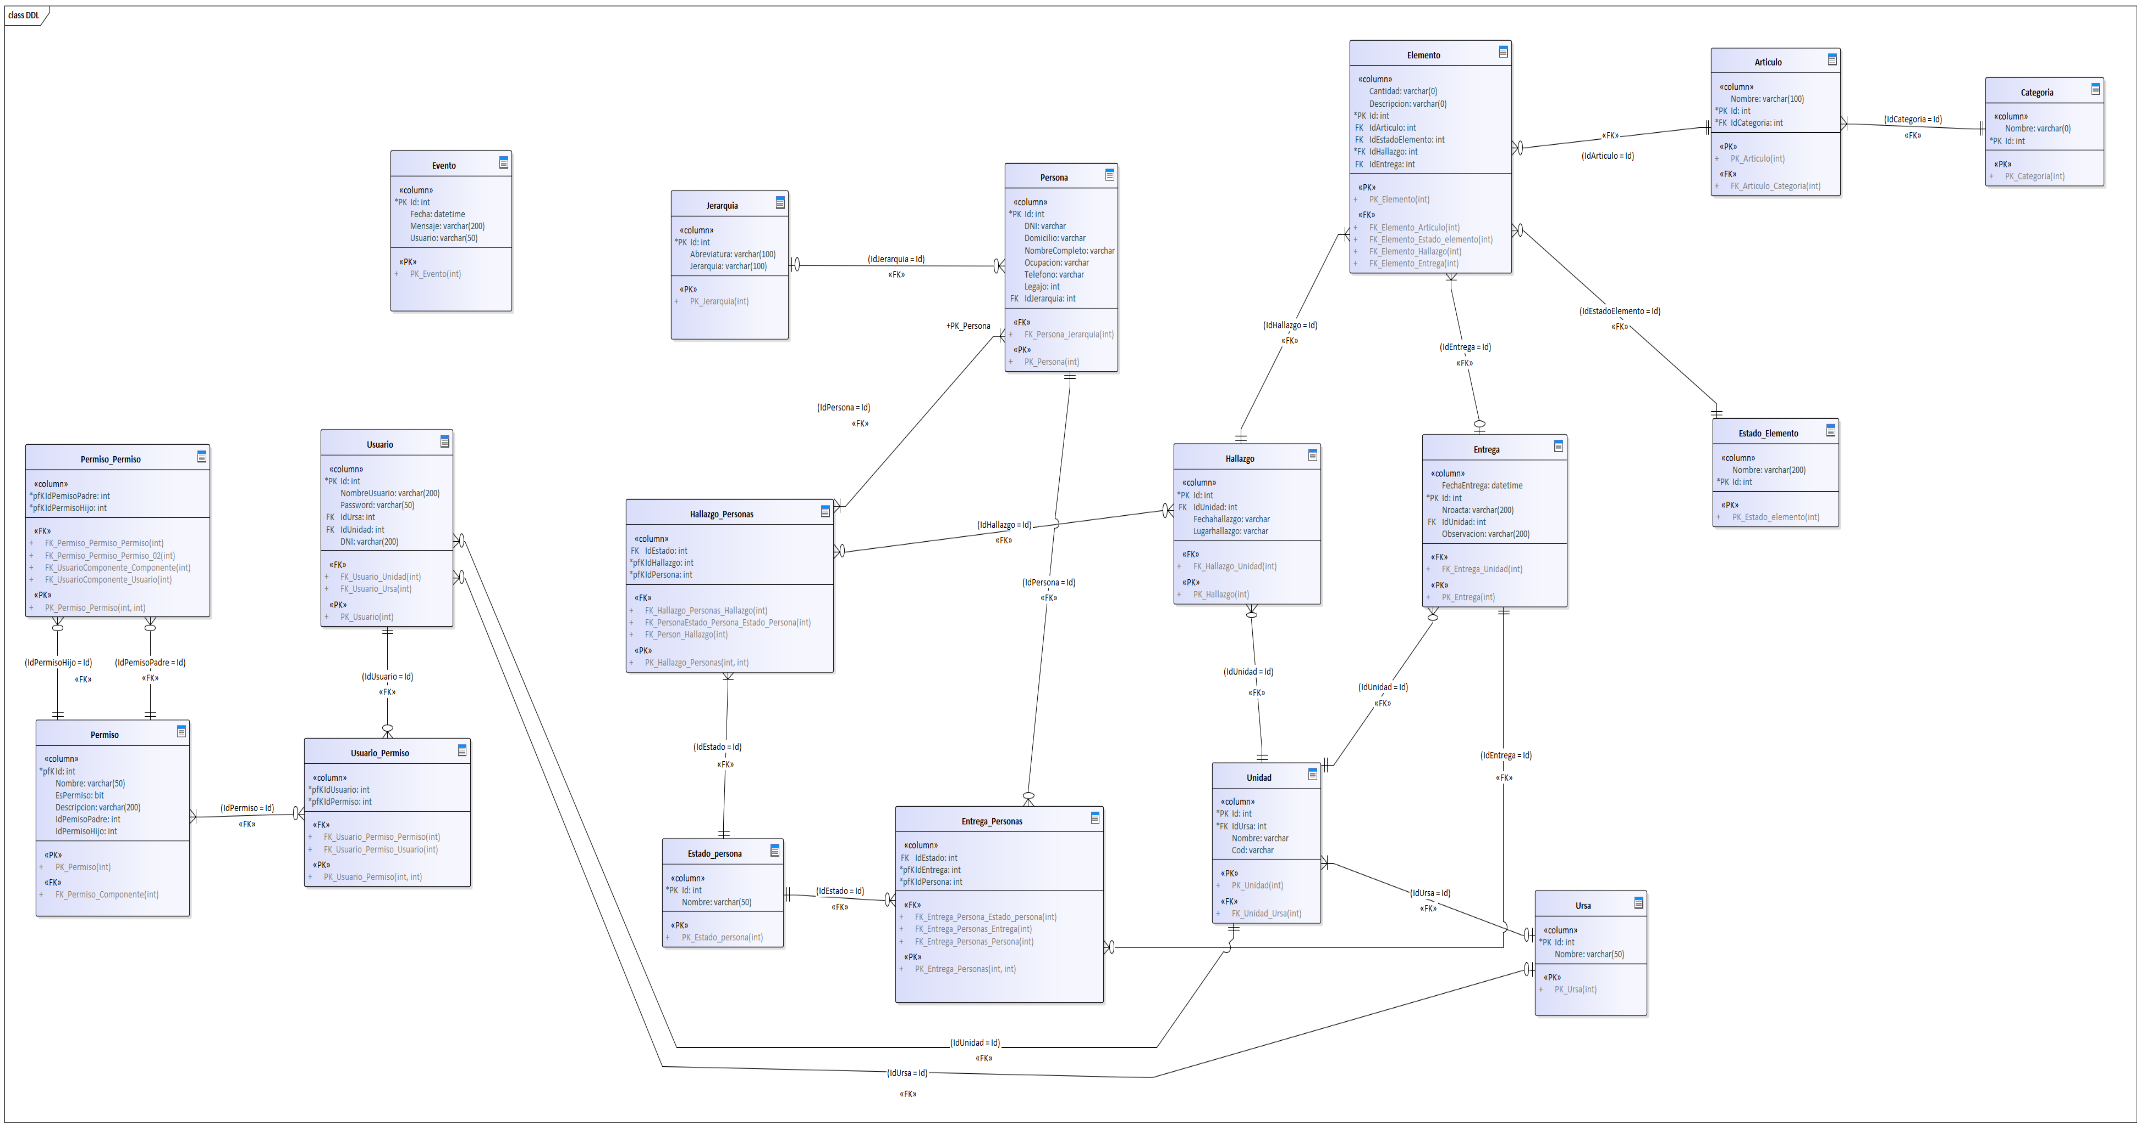 class DDL
Evento
«column»
*PK Id: int
Fecha: datetime
Mensaje: varchar(200)
Usuario: varchar(50)
«PK»
+ PK_Evento(int)
Jerarquia
«column»
*PK Id: int
Abreviatura: varchar(100)
Jerarquia: varchar(100)
«PK»
+ PK_Jerarquia(int)
(IdJerarquia = Id)
«FK»
Persona
«column»
*PK Id: int
DNI: varchar
Domicilio: varchar
NombreCompleto: varchar
Ocupacion: varchar
Telefono: varchar
Legajo: int
FK IdJerarquia: int
«FK»
+ FK_Persona_Jerarquia(int)
«PK»
+ PK_Persona(int)
+PK_Persona
(IdPersona = Id)
«FK»
Elemento
«column»
Cantidad: varchar(0)
Descripcion: varchar(0)
*PK Id: int
FK IdArticulo: int
FK IdEstadoElemento: int
*FK IdHallazgo: int
FK IdEntrega: int
«PK»
+ PK_Elemento(int)
«FK»
+ FK_Elemento_Articulo(int)
+ FK_Elemento_Estado_elemento(int)
+ FK_Elemento_Hallazgo(int)
+ FK_Elemento_Entrega(int)
«FK»
(IdArticulo = Id)
Articulo
«column»
Nombre: varchar(100)
*PK Id: int
*FK IdCategoria: int
«PK»
+ PK_Articulo(int)
«FK»
+ FK_Articulo_Categoria(int)
(IdCategoria = Id)
«FK»
Categoria
«column»
Nombre: varchar(0)
*PK Id: int
«PK»
+ PK_Categoria(int)
(IdHallazgo = Id)
«FK»
(IdEntrega = Id)
«FK»
(IdEstadoElemento = Id)
«FK»
Estado_Elemento
«column»
Nombre: varchar(200)
*PK Id: int
«PK»
+ PK_Estado_elemento(int)
Permiso_Permiso
«column»
*pfKIdPemisoPadre: int
*pfKIdPermisoHijo: int
«FK»
+ FK_Permiso_Permiso_Permiso(int)
+ FK_Permiso_Permiso_Permiso_02(int)
+ FK_UsuarioComponente_Componente(int)
+ FK_UsuarioComponente_Usuario(int)
«PK»
+ PK_Permiso_Permiso(int, int)
(IdPermisoHijo = Id)
«FK»
(IdPemisoPadre = Id)
«FK»
Permiso
«column»
*pfK Id: int
Nombre: varchar(50)
EsPermiso: bit
Descripcion: varchar(200)
IdPemisoPadre: int
IdPermisoHijo: int
«PK»
+ PK_Permiso(int)
«FK»
+ FK_Permiso_Componente(int)
(IdPermiso = Id)
«FK»
Usuario
«column»
*PK Id: int
NombreUsuario: varchar(200)
Password: varchar(50)
FK IdUrsa: int
FK IdUnidad: int
DNI: varchar(200)
«FK»
+ FK_Usuario_Unidad(int)
+ FK_Usuario_Ursa(int)
«PK»
+ PK_Usuario(int)
(IdUsuario = Id)
«FK»
Usuario_Permiso
«column»
*pfKIdUsuario: int
*pfKIdPermiso: int
«FK»
+ FK_Usuario_Permiso_Permiso(int)
+ FK_Usuario_Permiso_Usuario(int)
«PK»
+ PK_Usuario_Permiso(int, int)
Hallazgo_Personas
«column»
FK IdEstado: int
*pfKIdHallazgo: int
*pfKIdPersona: int
«FK»
+ FK_Hallazgo_Personas_Hallazgo(int)
+ FK_PersonaEstado_Persona_Estado_Persona(int)
+ FK_Person_Hallazgo(int)
«PK»
+ PK_Hallazgo_Personas(int, int)
(IdHallazgo = Id)
«FK»
(IdPersona = Id)
«FK»
Hallazgo
«column»
*PK Id: int
FK IdUnidad: int
Fechahallazgo: varchar
Lugarhallazgo: varchar
«FK»
+ FK_Hallazgo_Unidad(int)
«PK»
+ PK_Hallazgo(int)
Entrega
«column»
FechaEntrega: datetime
*PK Id: int
Nroacta: varchar(200)
FK IdUnidad: int
Observacion: varchar(200)
«FK»
+ FK_Entrega_Unidad(int)
«PK»
+ PK_Entrega(int)
(IdUnidad = Id)
«FK»
(IdUnidad = Id)
«FK»
(IdEstado = Id)
«FK»
(IdEntrega = Id)
«FK»
Estado_persona
«column»
*PK Id: int
Nombre: varchar(50)
«PK»
+ PK_Estado_persona(int)
(IdEstado = Id)
«FK»
Entrega_Personas
«column»
FK IdEstado: int
*pfKIdEntrega: int
*pfKIdPersona: int
«FK»
+ FK_Entrega_Persona_Estado_persona(int)
+ FK_Entrega_Personas_Entrega(int)
+ FK_Entrega_Personas_Persona(int)
«PK»
+ PK_Entrega_Personas(int, int)
Unidad
«column»
*PK Id: int
*FK IdUrsa: int
Nombre: varchar
Cod: varchar
«PK»
+ PK_Unidad(int)
«FK»
+ FK_Unidad_Ursa(int)
(IdUrsa = Id)
«FK»
Ursa
«column»
*PK Id: int
Nombre: varchar(50)
«PK»
+ PK_Ursa(int)
(IdUnidad = Id)
«FK»
(IdUrsa = Id)
«FK»